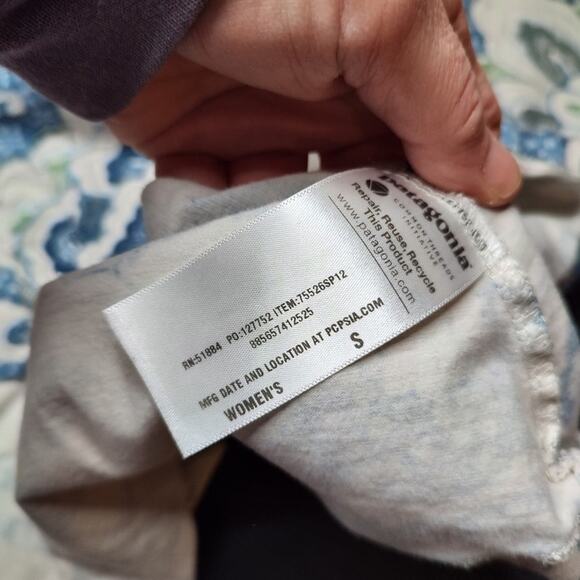 patagonia
COMMON THREADS
INITIATIVE
Repair, Reuse, Recycle
This Product
www.patagonia.com
RN:51884 PO:127752 ITEM:75526SP12
885657412525
MFG DATE AND LOCATION AT PCPSIA.COM
WOMEN'S S